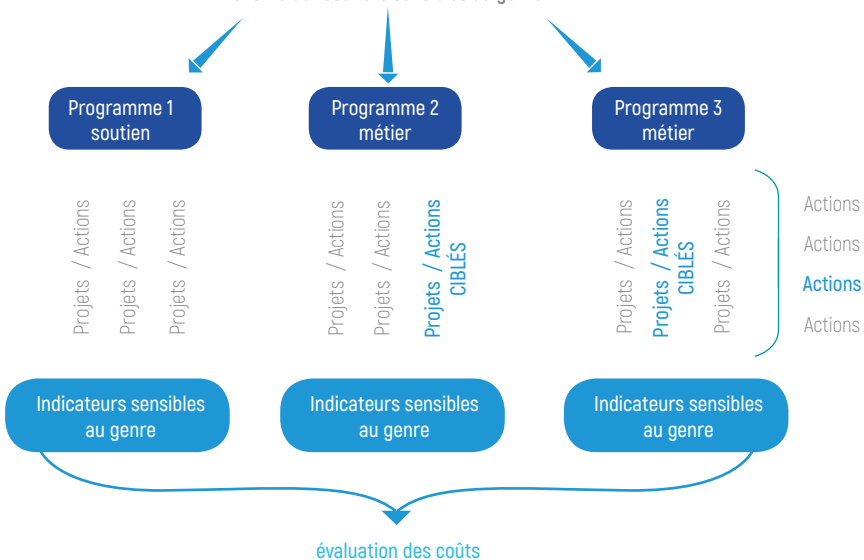 Programme 1
soutien
Programme 2
métier
Programme 3
métier
Projets / Actions
Projets / Actions
Projets / Actions
Projets / Actions
Projets / Actions
Projets / Actions
CIBLÉS
Projets / Actions
Projets / Actions
CIBLÉS
Projets / Actions
Actions
Actions
Actions
Actions
Indicateurs sensibles
au genre
Indicateurs sensibles
au genre
Indicateurs sensibles
au genre
évaluation des coûts